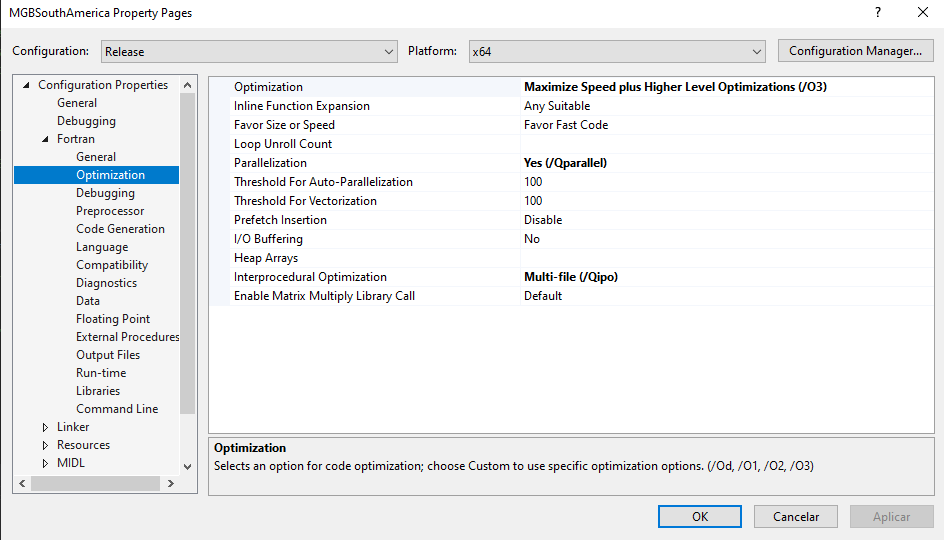 MGBSouthAmerica Property Pages
? ×
Configuration: Release Platform: x64 Configuration Manager...
Configuration Properties
General
Debugging
Fortran
General
Optimization
Debugging
Preprocessor
Code Generation
Language
Compatibility
Diagnostics
Data
Floating Point
External Procedures
Output Files
Run-time
Libraries
Command Line
Linker
Resources
MIDL
Optimization Maximize Speed plus Higher Level Optimizations (/O3)
Inline Function Expansion Any Suitable
Favor Size or Speed Favor Fast Code
Loop Unroll Count
Parallelization Yes (/Qparallel)
Threshold For Auto-Parallelization 100
Threshold For Vectorization 100
Prefetch Insertion Disable
I/O Buffering No
Heap Arrays
Interprocedural Optimization Multi-file (/Qipo)
Enable Matrix Multiply Library Call Default
Optimization
Selects an option for code optimization; choose Custom to use specific optimization options. (/Od, /O1, /O2, /O3)
OK Cancelar Aplicar